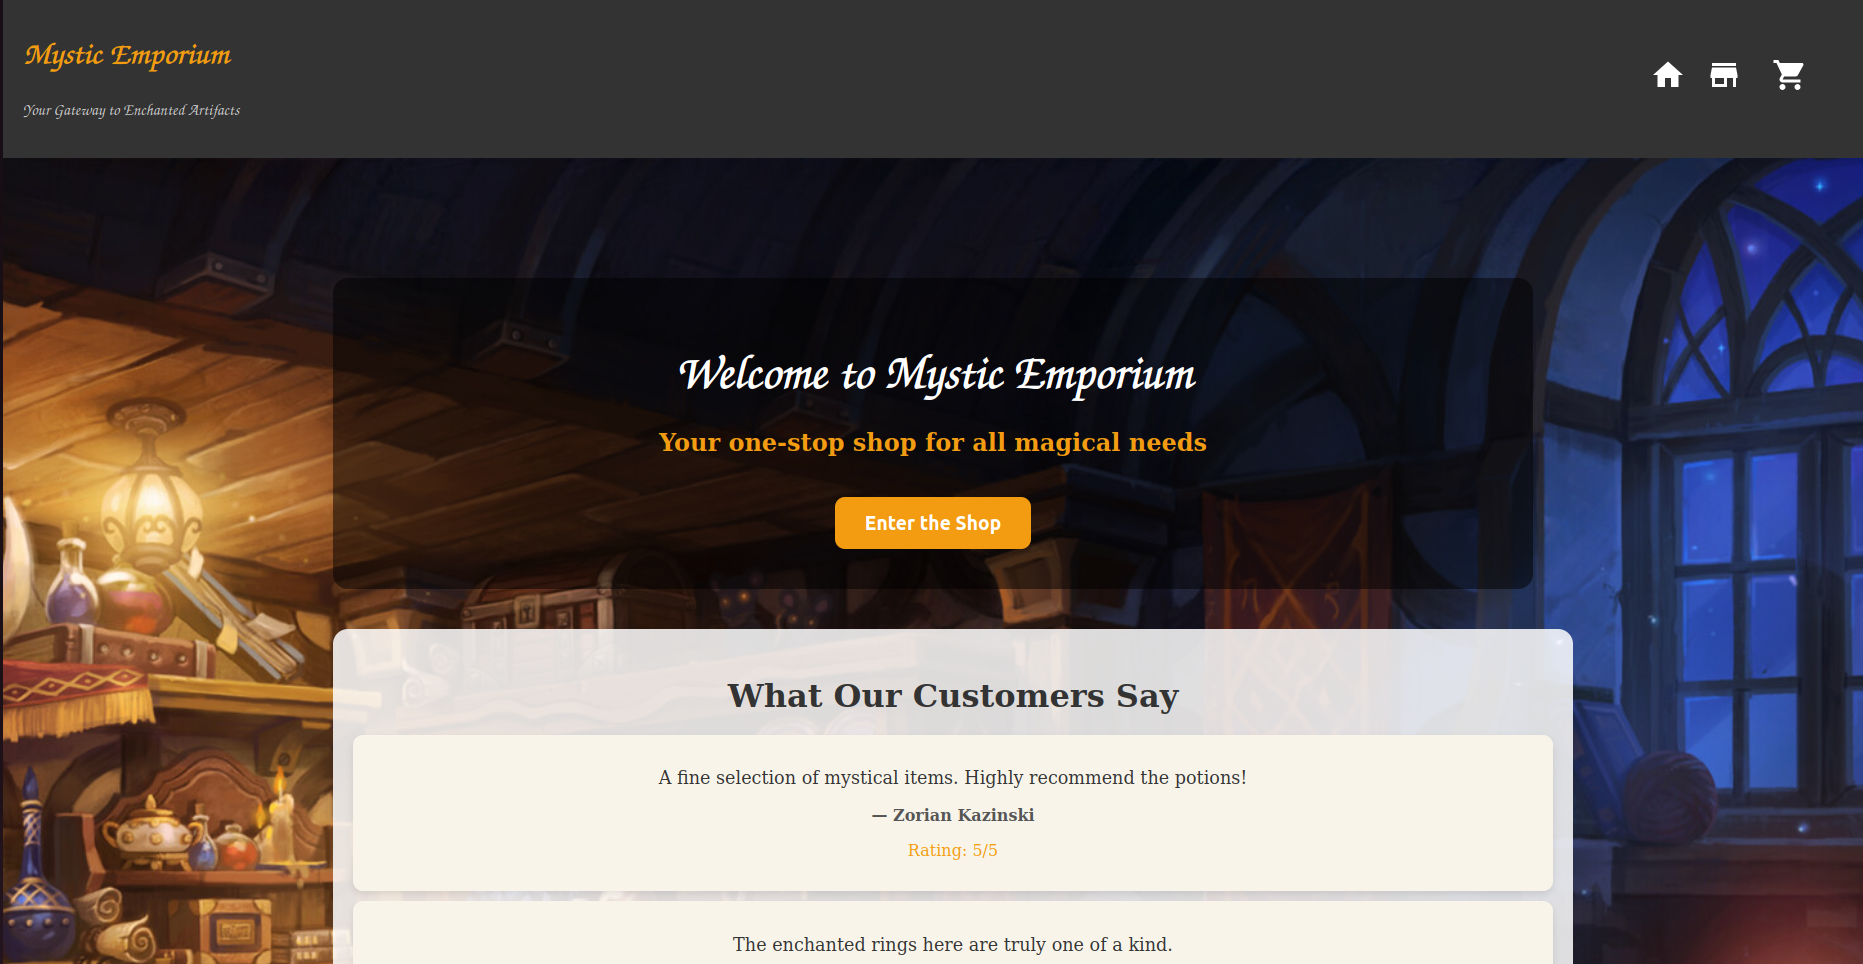 Mystic Emporium
Your Gateway to Enchanted Artifacts
Welcome to Mystic Emporium
Your one-stop shop for all magical needs
Enter the Shop
What Our Customers Say
A fine selection of mystical items. Highly recommend the potions!
— Zorian Kazinski
Rating: 5/5
The enchanted rings here are truly one of a kind.